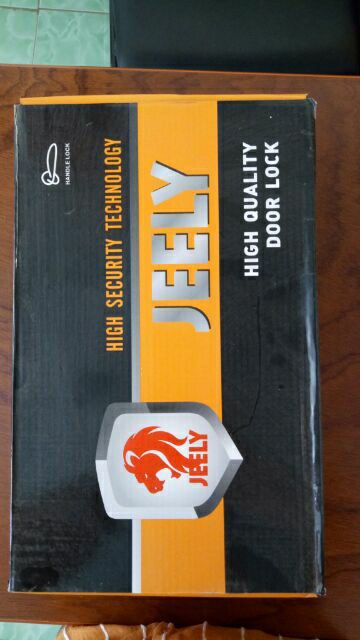 HANDLE LOCK
HIGH SECURITY TECHNOLOGY
JEELY
HIGH QUALITY
DOOR LOCK
JEELY